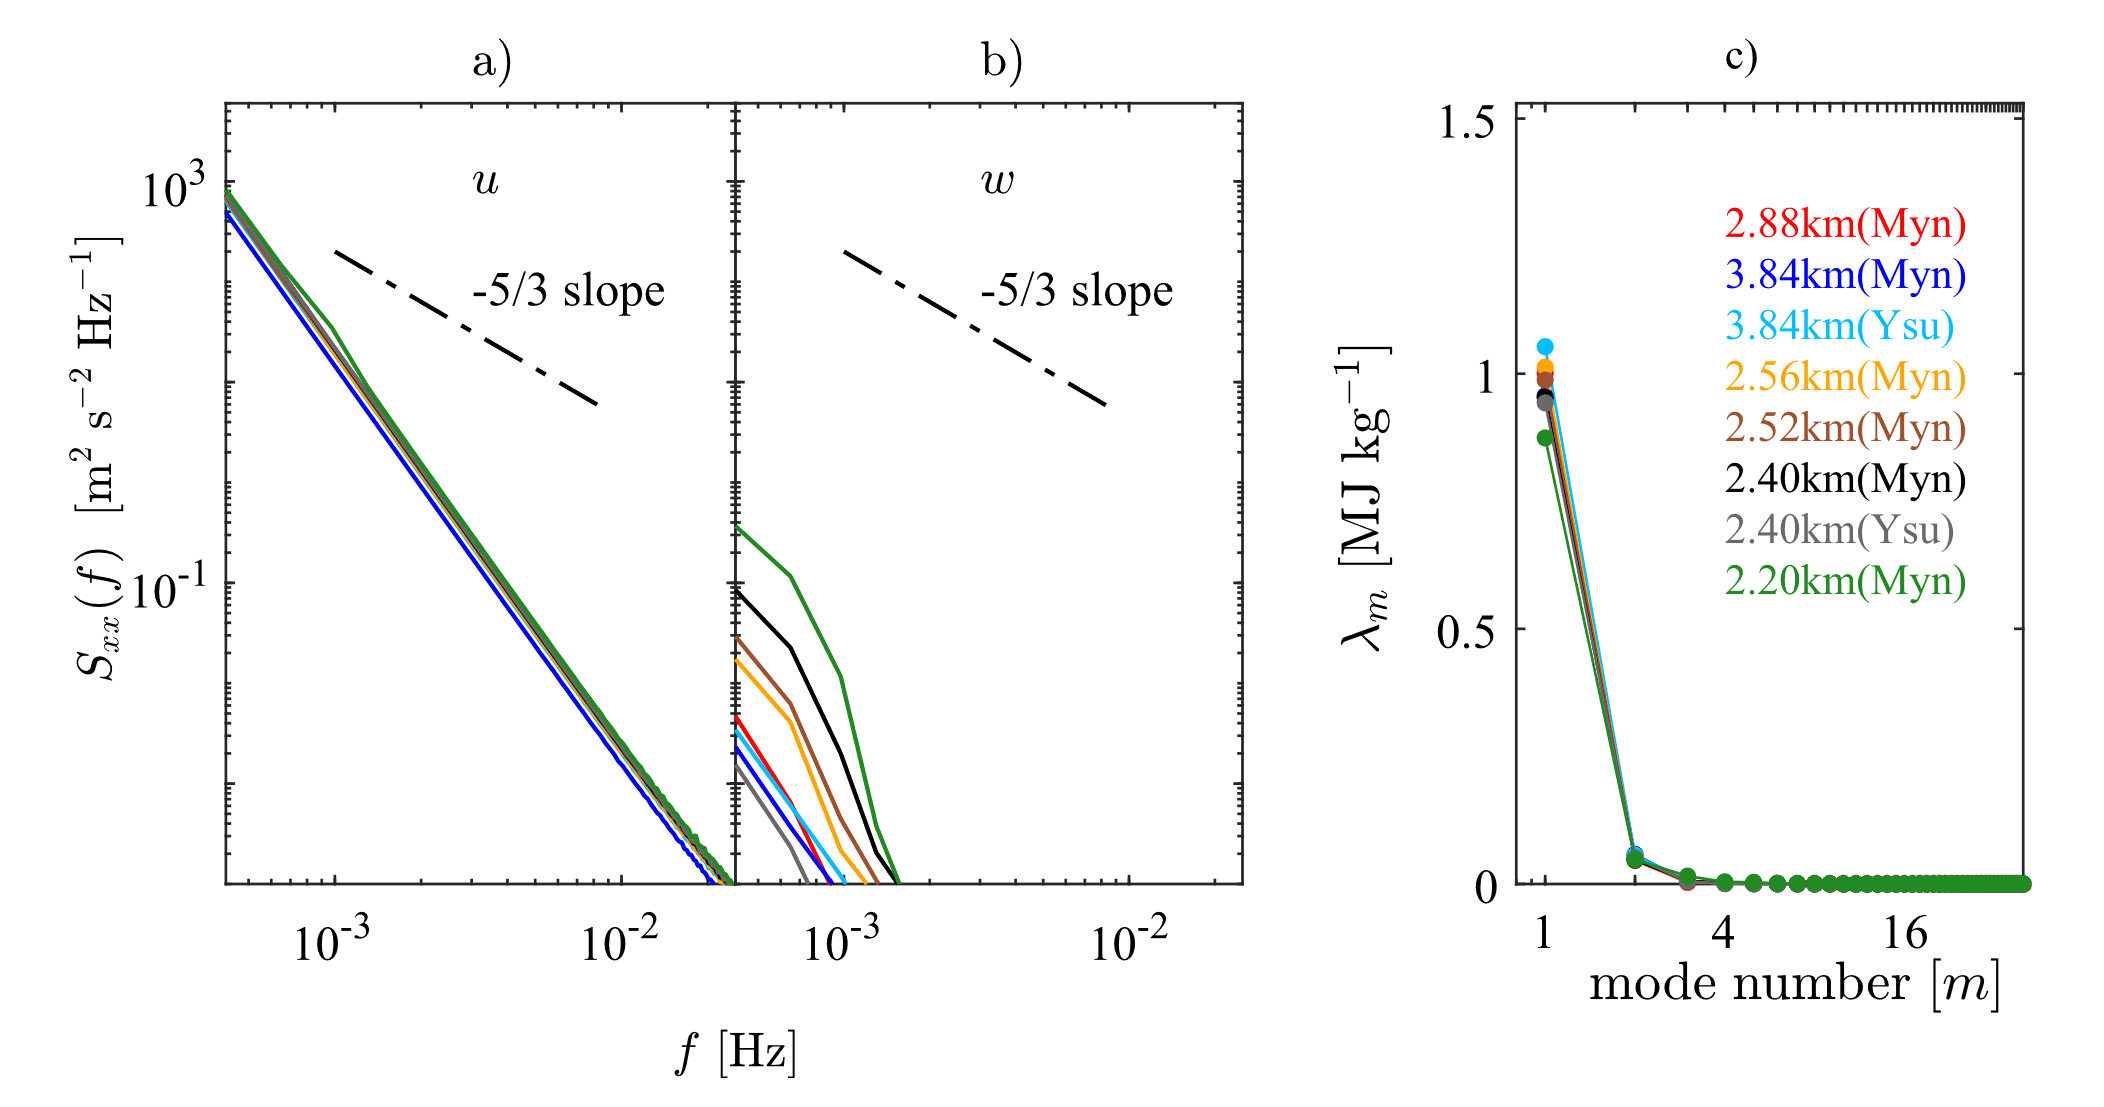 a)
b)
c)
u
w
-5/3 slope
-5/3 slope
10^3
10^-1
S_xx(f) [m^2 s^-2 Hz^-1]
10^-3
10^-2
10^-3
10^-2
f [Hz]
1.5
1
0.5
0
λ_m [MJ kg^-1]
2.88km(Myn)
3.84km(Myn)
3.84km(Ysu)
2.56km(Myn)
2.52km(Myn)
2.40km(Myn)
2.40km(Ysu)
2.20km(Myn)
1
4
16
mode number [m]